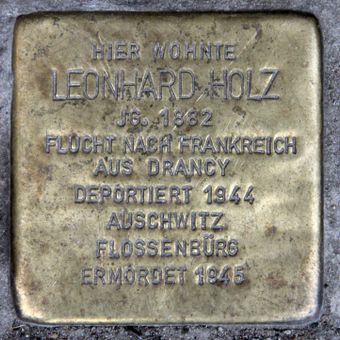 HIER WOHNTE
LEONHARD HOLZ
JG. 1882
FLUCHT NACH FRANKREICH
AUS DRANCY
DEPORTIERT 1944
AUSCHWITZ
FLOSSENBÜRG
ERMORDET 1945